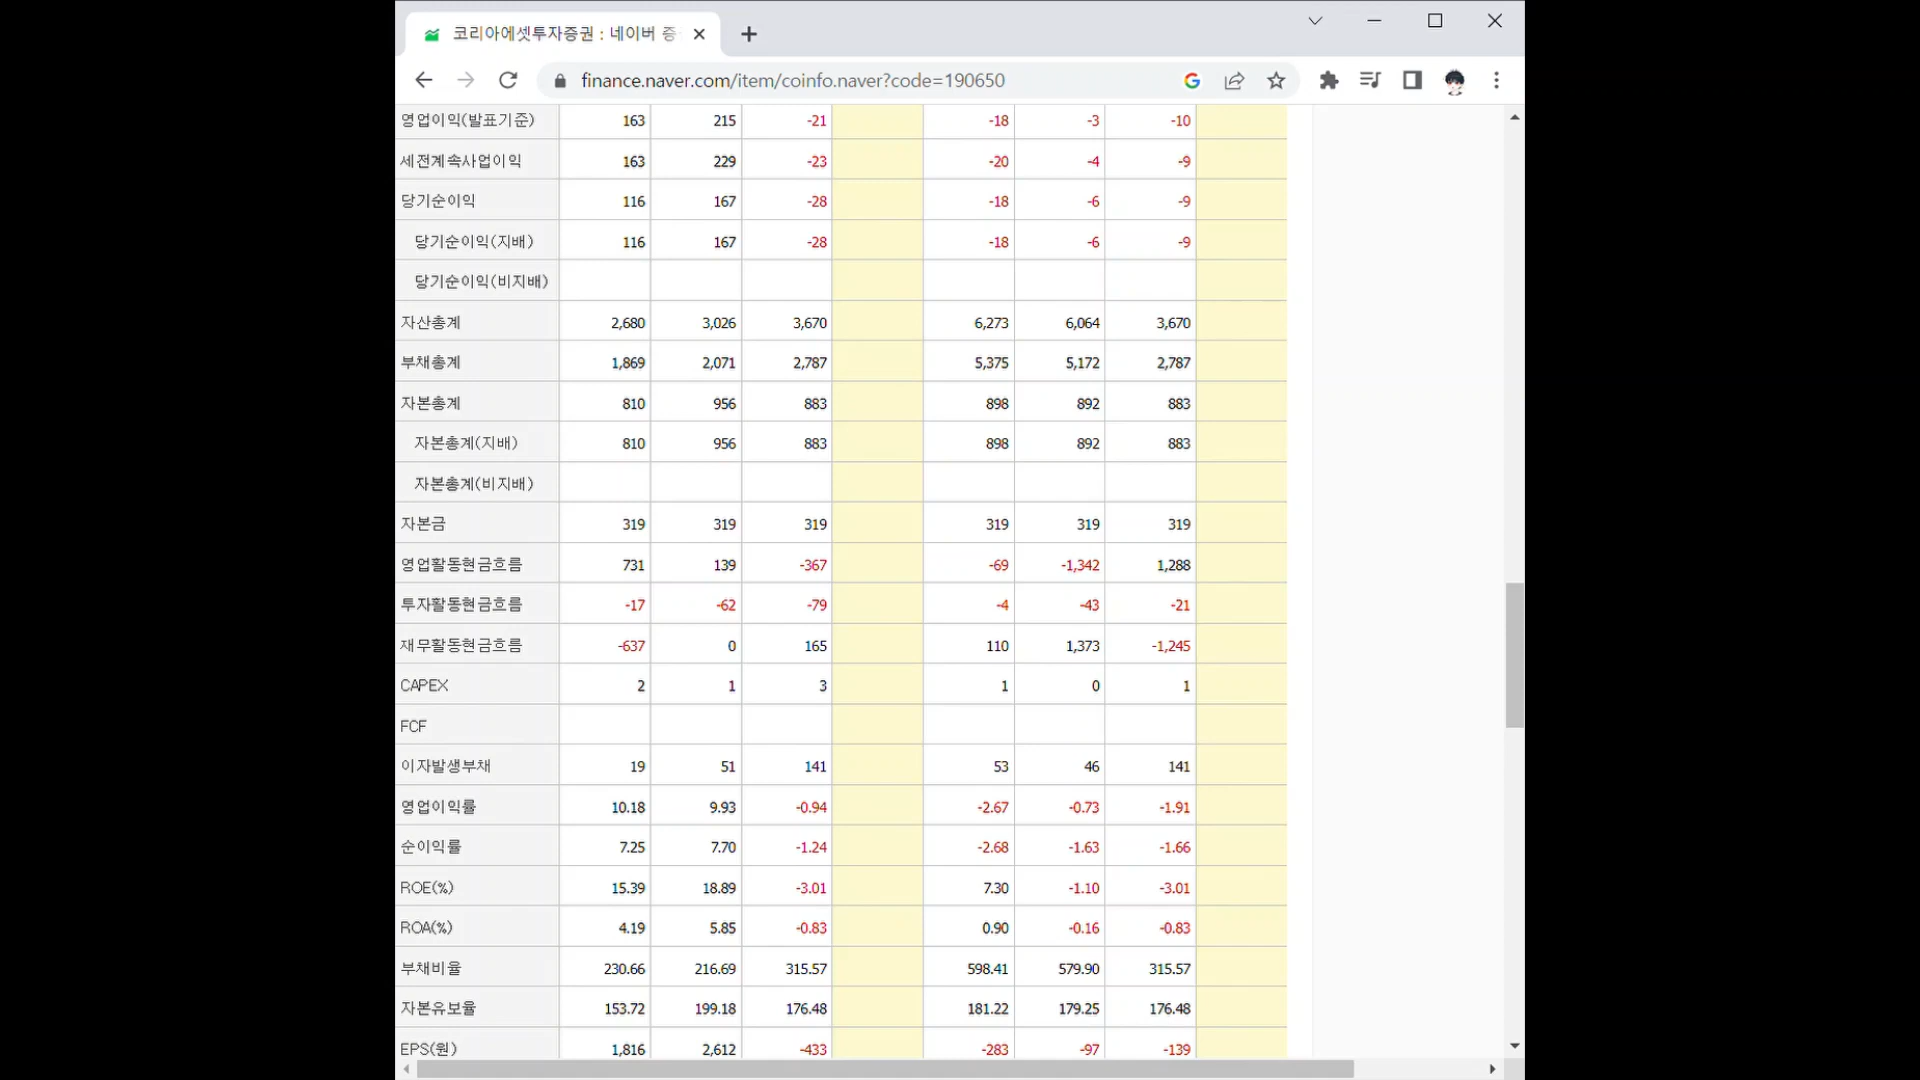 코리아에셋투자증권 : 네이버 증
finance.naver.com/item/coinfo.naver?code=190650
영업이익(발표기준) 163 215 -21 -18 -3 -10
세전계속사업이익 163 229 -23 -20 -4 -9
당기순이익 116 167 -28 -18 -6 -9
당기순이익(지배) 116 167 -28 -18 -6 -9
당기순이익(비지배)
자산총계 2,680 3,026 3,670 6,273 6,064 3,670
부채총계 1,869 2,071 2,787 5,375 5,172 2,787
자본총계 810 956 883 898 892 883
자본총계(지배) 810 956 883 898 892 883
자본총계(비지배)
자본금 319 319 319 319 319 319
영업활동현금흐름 731 139 -367 -69 -1,342 1,288
투자활동현금흐름 -17 -62 -79 -4 -43 -21
재무활동현금흐름 -637 0 165 110 1,373 -1,245
CAPEX 2 1 3 1 0 1
FCF
이자발생부채 19 51 141 53 46 141
영업이익률 10.18 9.93 -0.94 -2.67 -0.73 -1.91
순이익률 7.25 7.70 -1.24 -2.68 -1.63 -1.66
ROE(%) 15.39 18.89 -3.01 7.30 -1.10 -3.01
ROA(%) 4.19 5.85 -0.83 0.90 -0.16 -0.83
부채비율 230.66 216.69 315.57 598.41 579.90 315.57
자본유보율 153.72 199.18 176.48 181.22 179.25 176.48
EPS(원) 1,816 2,612 -433 -283 -97 -139